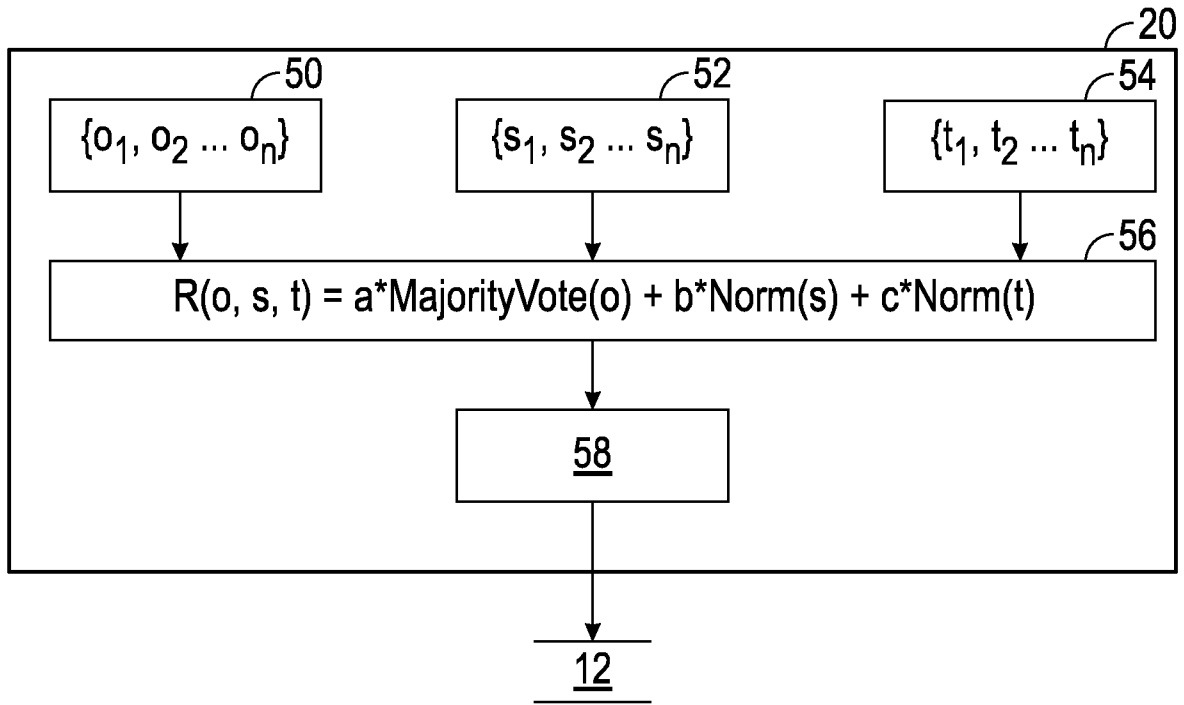 20
50
52
54
{o1, o2 ... on}
{s1, s2 ... sn}
{t1, t2 ... tn}
56
R(o, s, t) = a*MajorityVote(o) + b*Norm(s) + c*Norm(t)
58
12